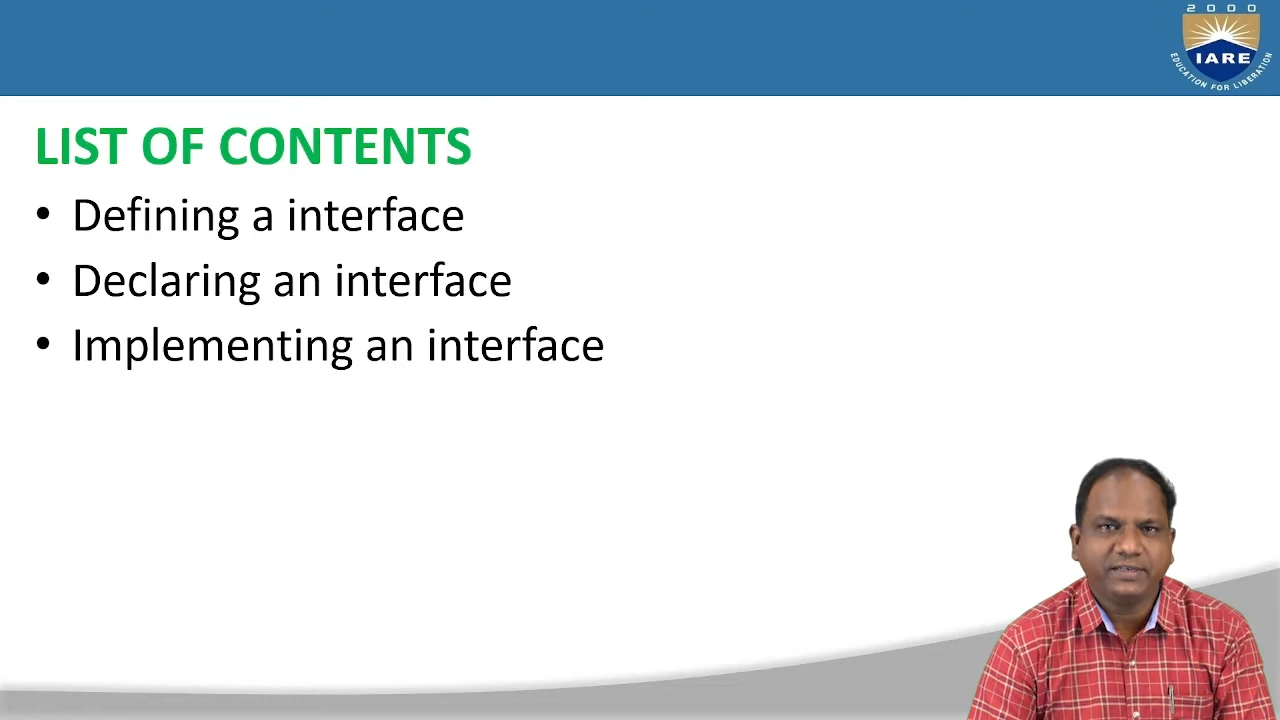 2000
IARE
EDUCATION FOR LIBERATION
LIST OF CONTENTS
• Defining a interface
• Declaring an interface
• Implementing an interface